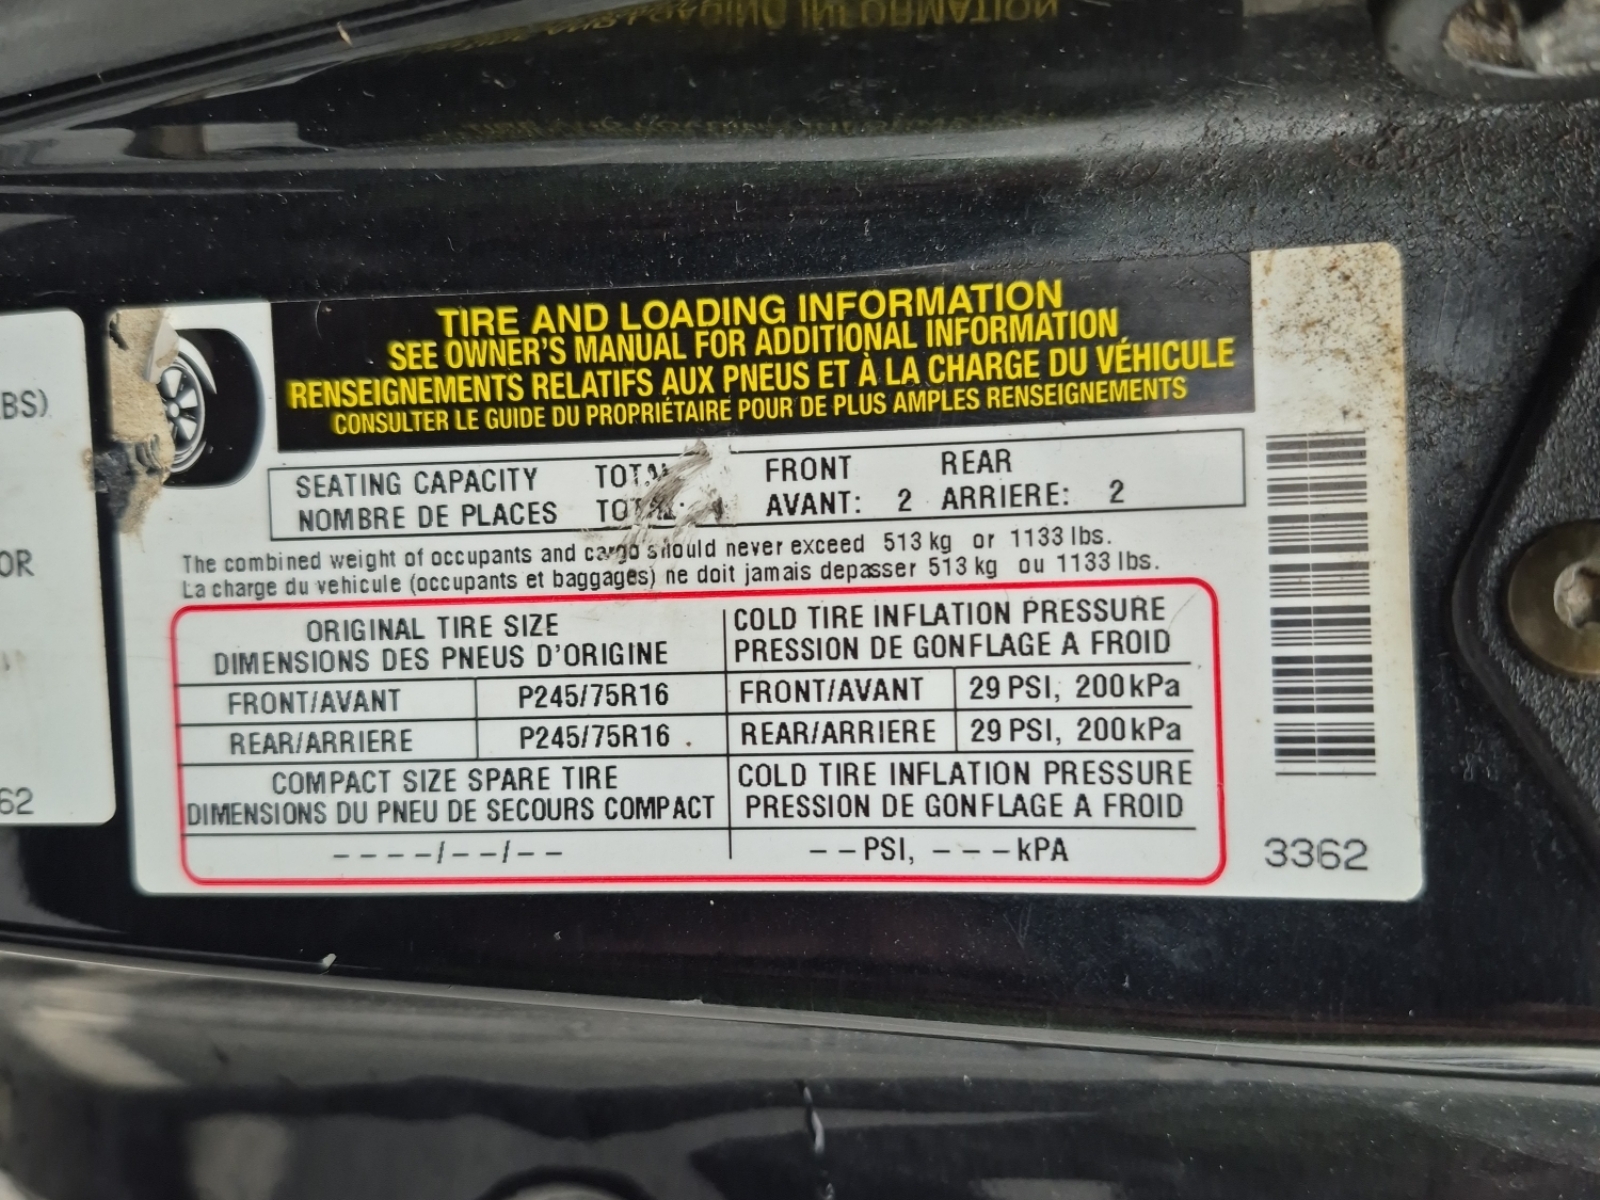 TIRE AND LOADING INFORMATION
SEE OWNER'S MANUAL FOR ADDITIONAL INFORMATION
RENSEIGNEMENTS RELATIFS AUX PNEUS ET À LA CHARGE DU VÉHICULE
CONSULTER LE GUIDE DU PROPRIÉTAIRE POUR DE PLUS AMPLES RENSEIGNEMENTS
SEATING CAPACITY TOTAL FRONT REAR
NOMBRE DE PLACES TOTAL: 4 AVANT: 2 ARRIERE: 2
The combined weight of occupants and cargo should never exceed 513 kg or 1133 lbs.
La charge du vehicule (occupants et baggages) ne doit jamais depasser 513 kg ou 1133 lbs.
ORIGINAL TIRE SIZE COLD TIRE INFLATION PRESSURE
DIMENSIONS DES PNEUS D'ORIGINE PRESSION DE GONFLAGE A FROID
FRONT/AVANT P245/75R16 FRONT/AVANT 29 PSI, 200 kPa
REAR/ARRIERE P245/75R16 REAR/ARRIERE 29 PSI, 200 kPa
COMPACT SIZE SPARE TIRE COLD TIRE INFLATION PRESSURE
DIMENSIONS DU PNEU DE SECOURS COMPACT PRESSION DE GONFLAGE A FROID
----/--/-- --PSI, ---kPA
3362
BS)
OR
62